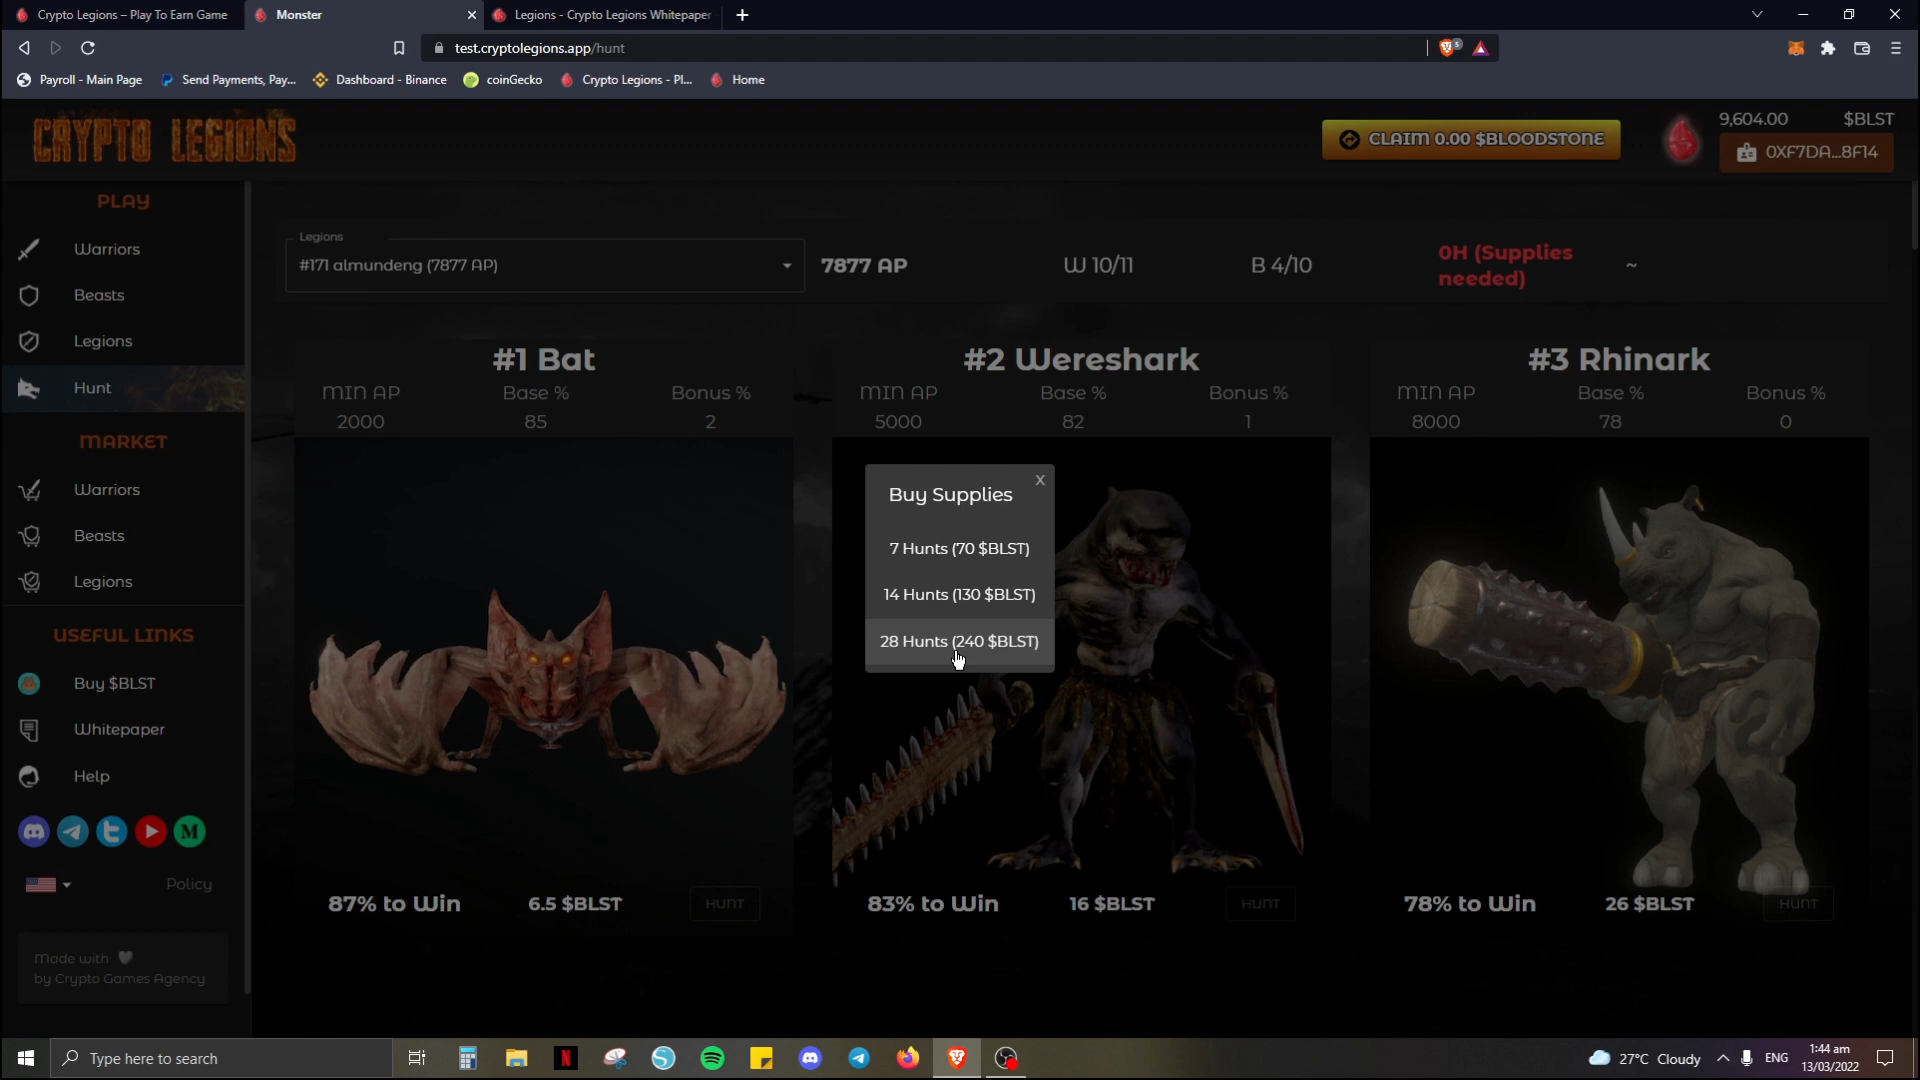 Crypto Legions – Play To Earn Game
Monster
Legions - Crypto Legions Whitepaper
test.cryptolegions.app/hunt
5
Payroll - Main Page
Send Payments, Pay...
Dashboard - Binance
coinGecko
Crypto Legions - Pl...
Home
CRYPTO LEGIONS
CLAIM 0.00 $BLOODSTONE
9,604.00 $BLST
0XF7DA...8F14
PLAY
Warriors
Beasts
Legions
Hunt
MARKET
Warriors
Beasts
Legions
USEFUL LINKS
Buy $BLST
Whitepaper
Help
Policy
Made with
by Crypto Games Agency
Legions
#171 almundeng (7877 AP)
7877 AP
W 10/11
B 4/10
0H (Supplies
needed)
~
#1 Bat
MIN AP Base % Bonus %
2000 85 2
87% to Win 6.5 $BLST HUNT
#2 Wereshark
MIN AP Base % Bonus %
5000 82 1
83% to Win 16 $BLST HUNT
#3 Rhinark
MIN AP Base % Bonus %
8000 78 0
78% to Win 26 $BLST HUNT
X
Buy Supplies
7 Hunts (70 $BLST)
14 Hunts (130 $BLST)
28 Hunts (240 $BLST)
Type here to search
27°C Cloudy
ENG
1:44 am
13/03/2022